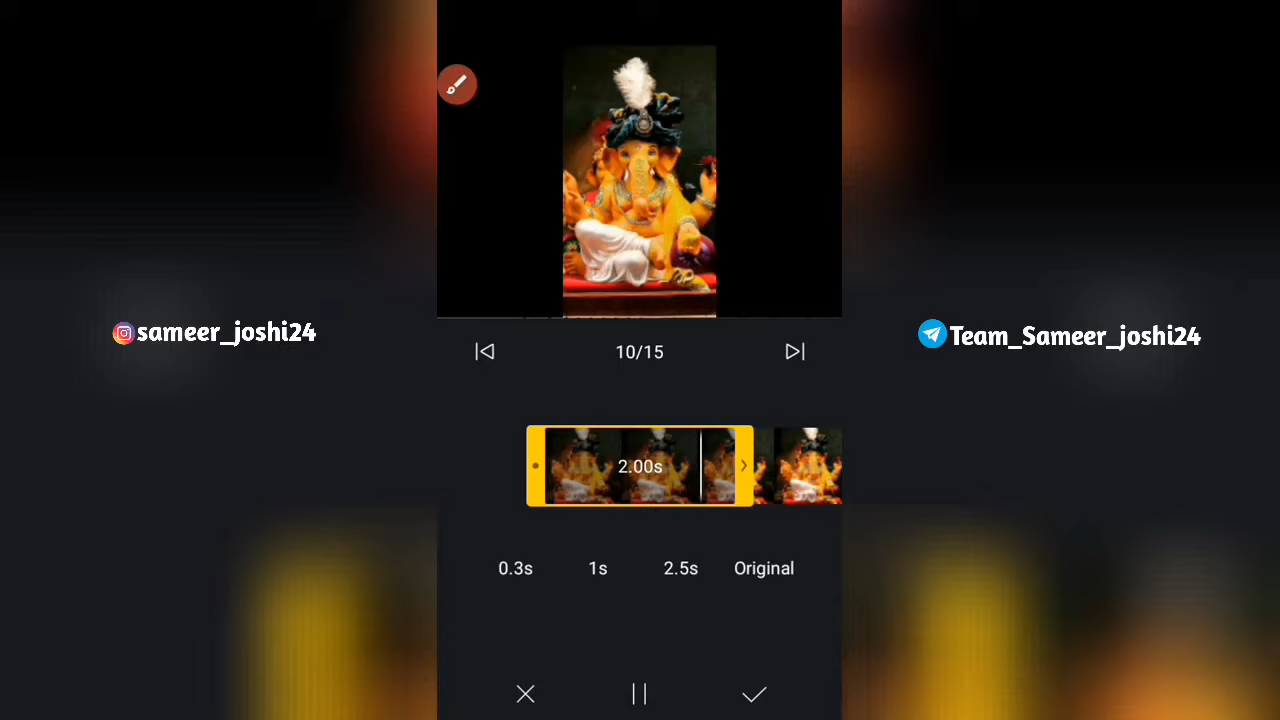 sameer_joshi24
Team_Sameer_joshi24
10/15
2.00s
0.3s 1s 2.5s Original